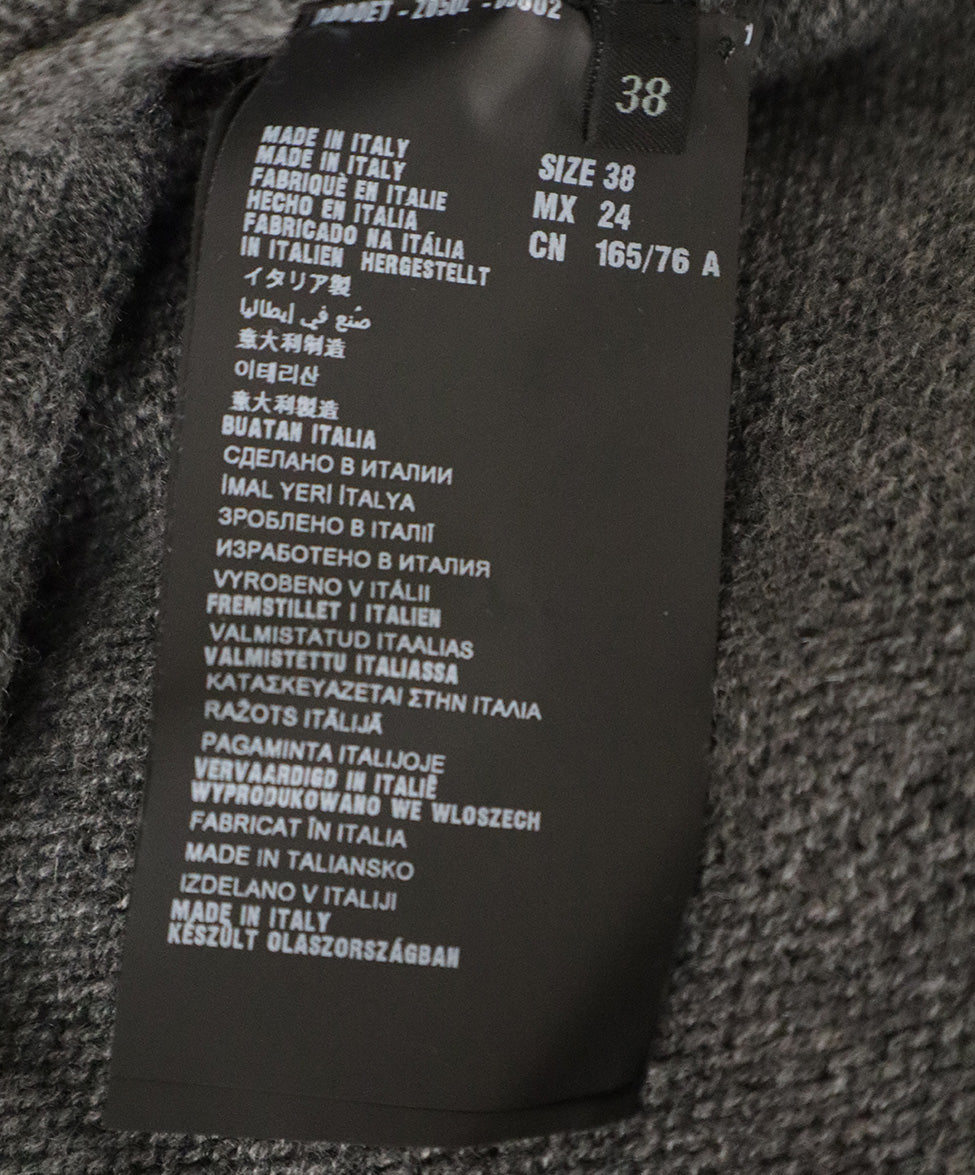 38
SIZE 38
MX 24
CN 165/76 A
MADE IN ITALY
MADE IN ITALY
FABRIQUÈ EN ITALIE
HECHO EN ITALIA
FABRICADO NA ITÁLIA
IN ITALIEN HERGESTELLT
イタリア製
صُنع في إيطاليا
意大利制造
이테리산
意大利製造
BUATAN ITALIA
СДЕЛАНО В ИТАЛИИ
İMAL YERİ İTALYA
ЗРОБЛЕНО В ІТАЛІЇ
ИЗРАБОТЕНО В ИТАЛИЯ
VYROBENO V ITÁLII
FREMSTILLET I ITALIEN
VALMISTATUD ITAALIAS
VALMISTETTU ITALIASSA
ΚΑΤΑΣΚΕΥΑΖΕΤΑΙ ΣΤΗΝ ΙΤΑΛΙΑ
RAŽOTS ITĀLIJĀ
PAGAMINTA ITALIJOJE
VERVAARDIGD IN ITALIË
WYPRODUKOWANO WE WLOSZECH
FABRICAT ÎN ITALIA
MADE IN TALIANSKO
IZDELANO V ITALIJI
MADE IN ITALY
KÉSZÜLT OLASZORSZÁGBAN